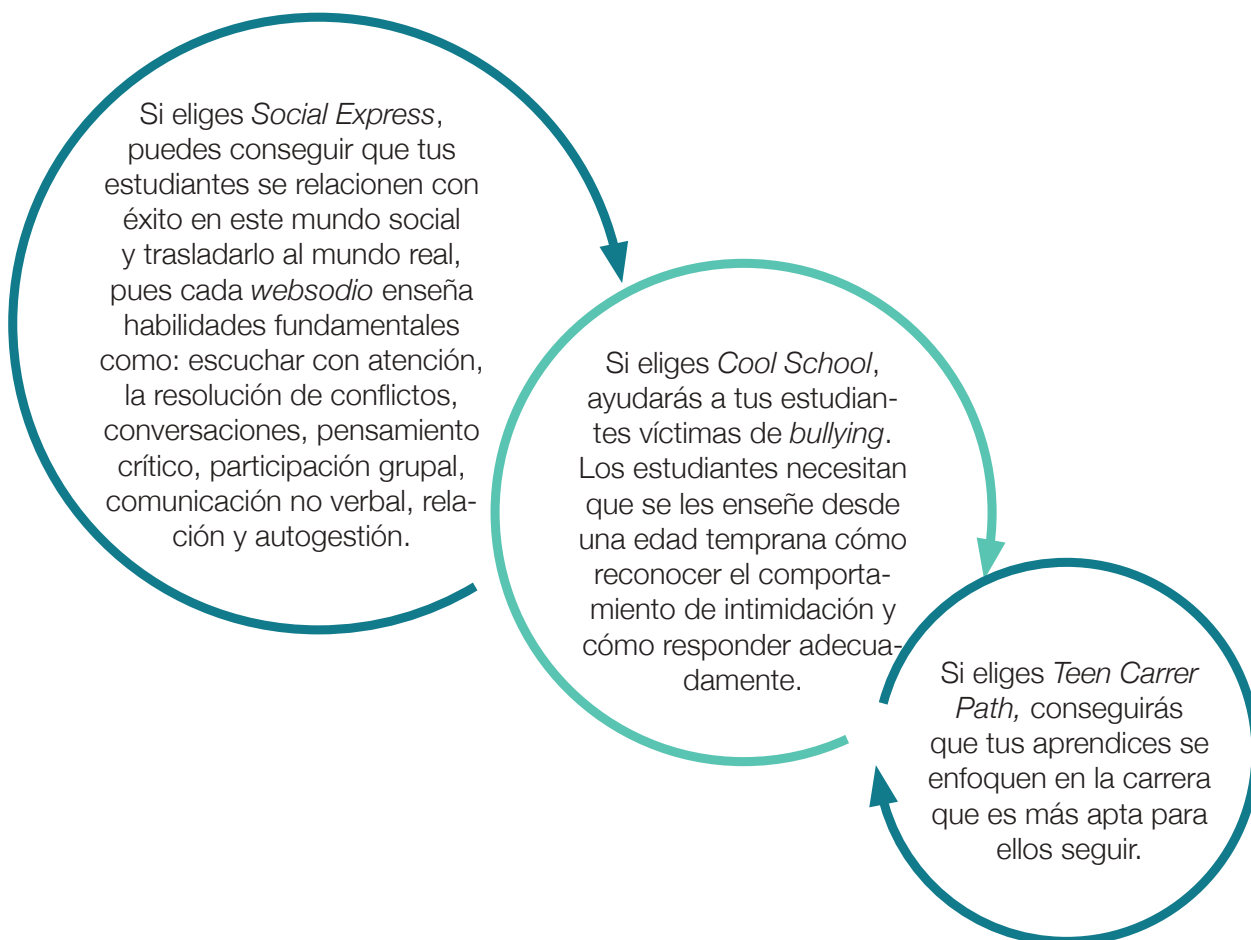 Si eliges Social Express,
puedes conseguir que tus
estudiantes se relacionen con
éxito en este mundo social
y trasladarlo al mundo real,
pues cada websodio enseña
habilidades fundamentales
como: escuchar con atención,
la resolución de conflictos,
conversaciones, pensamiento
crítico, participación grupal,
comunicación no verbal, rela-
ción y autogestión.
Si eliges Cool School,
ayudarás a tus estudian-
tes víctimas de bullying.
Los estudiantes necesitan
que se les enseñe desde
una edad temprana cómo
reconocer el comporta-
miento de intimidación y
cómo responder adecua-
damente.
Si eliges Teen Carrer
Path, conseguirás
que tus aprendices se
enfoquen en la carrera
que es más apta para
ellos seguir.